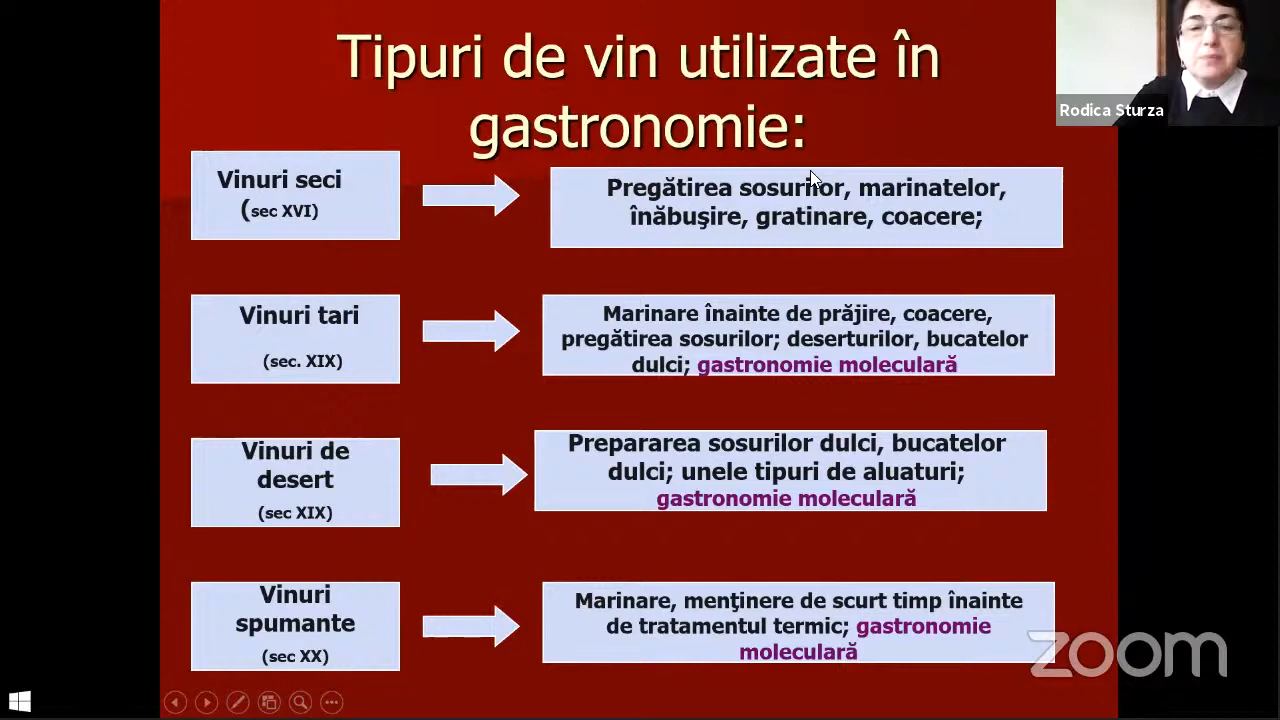 Tipuri de vin utilizate în
gastronomie:
Rodica Sturza
Vinuri seci
(sec XVI)
Pregătirea sosurilor, marinatelor,
înăbuşire, gratinare, coacere;
Vinuri tari
(sec. XIX)
Marinare înainte de prăjire, coacere,
pregătirea sosurilor; deserturilor, bucatelor
dulci; gastronomie moleculară
Vinuri de
desert
(sec XIX)
Prepararea sosurilor dulci, bucatelor
dulci; unele tipuri de aluaturi;
gastronomie moleculară
Vinuri
spumante
(sec XX)
Marinare, menţinere de scurt timp înainte
de tratamentul termic; gastronomie
moleculară
zoom